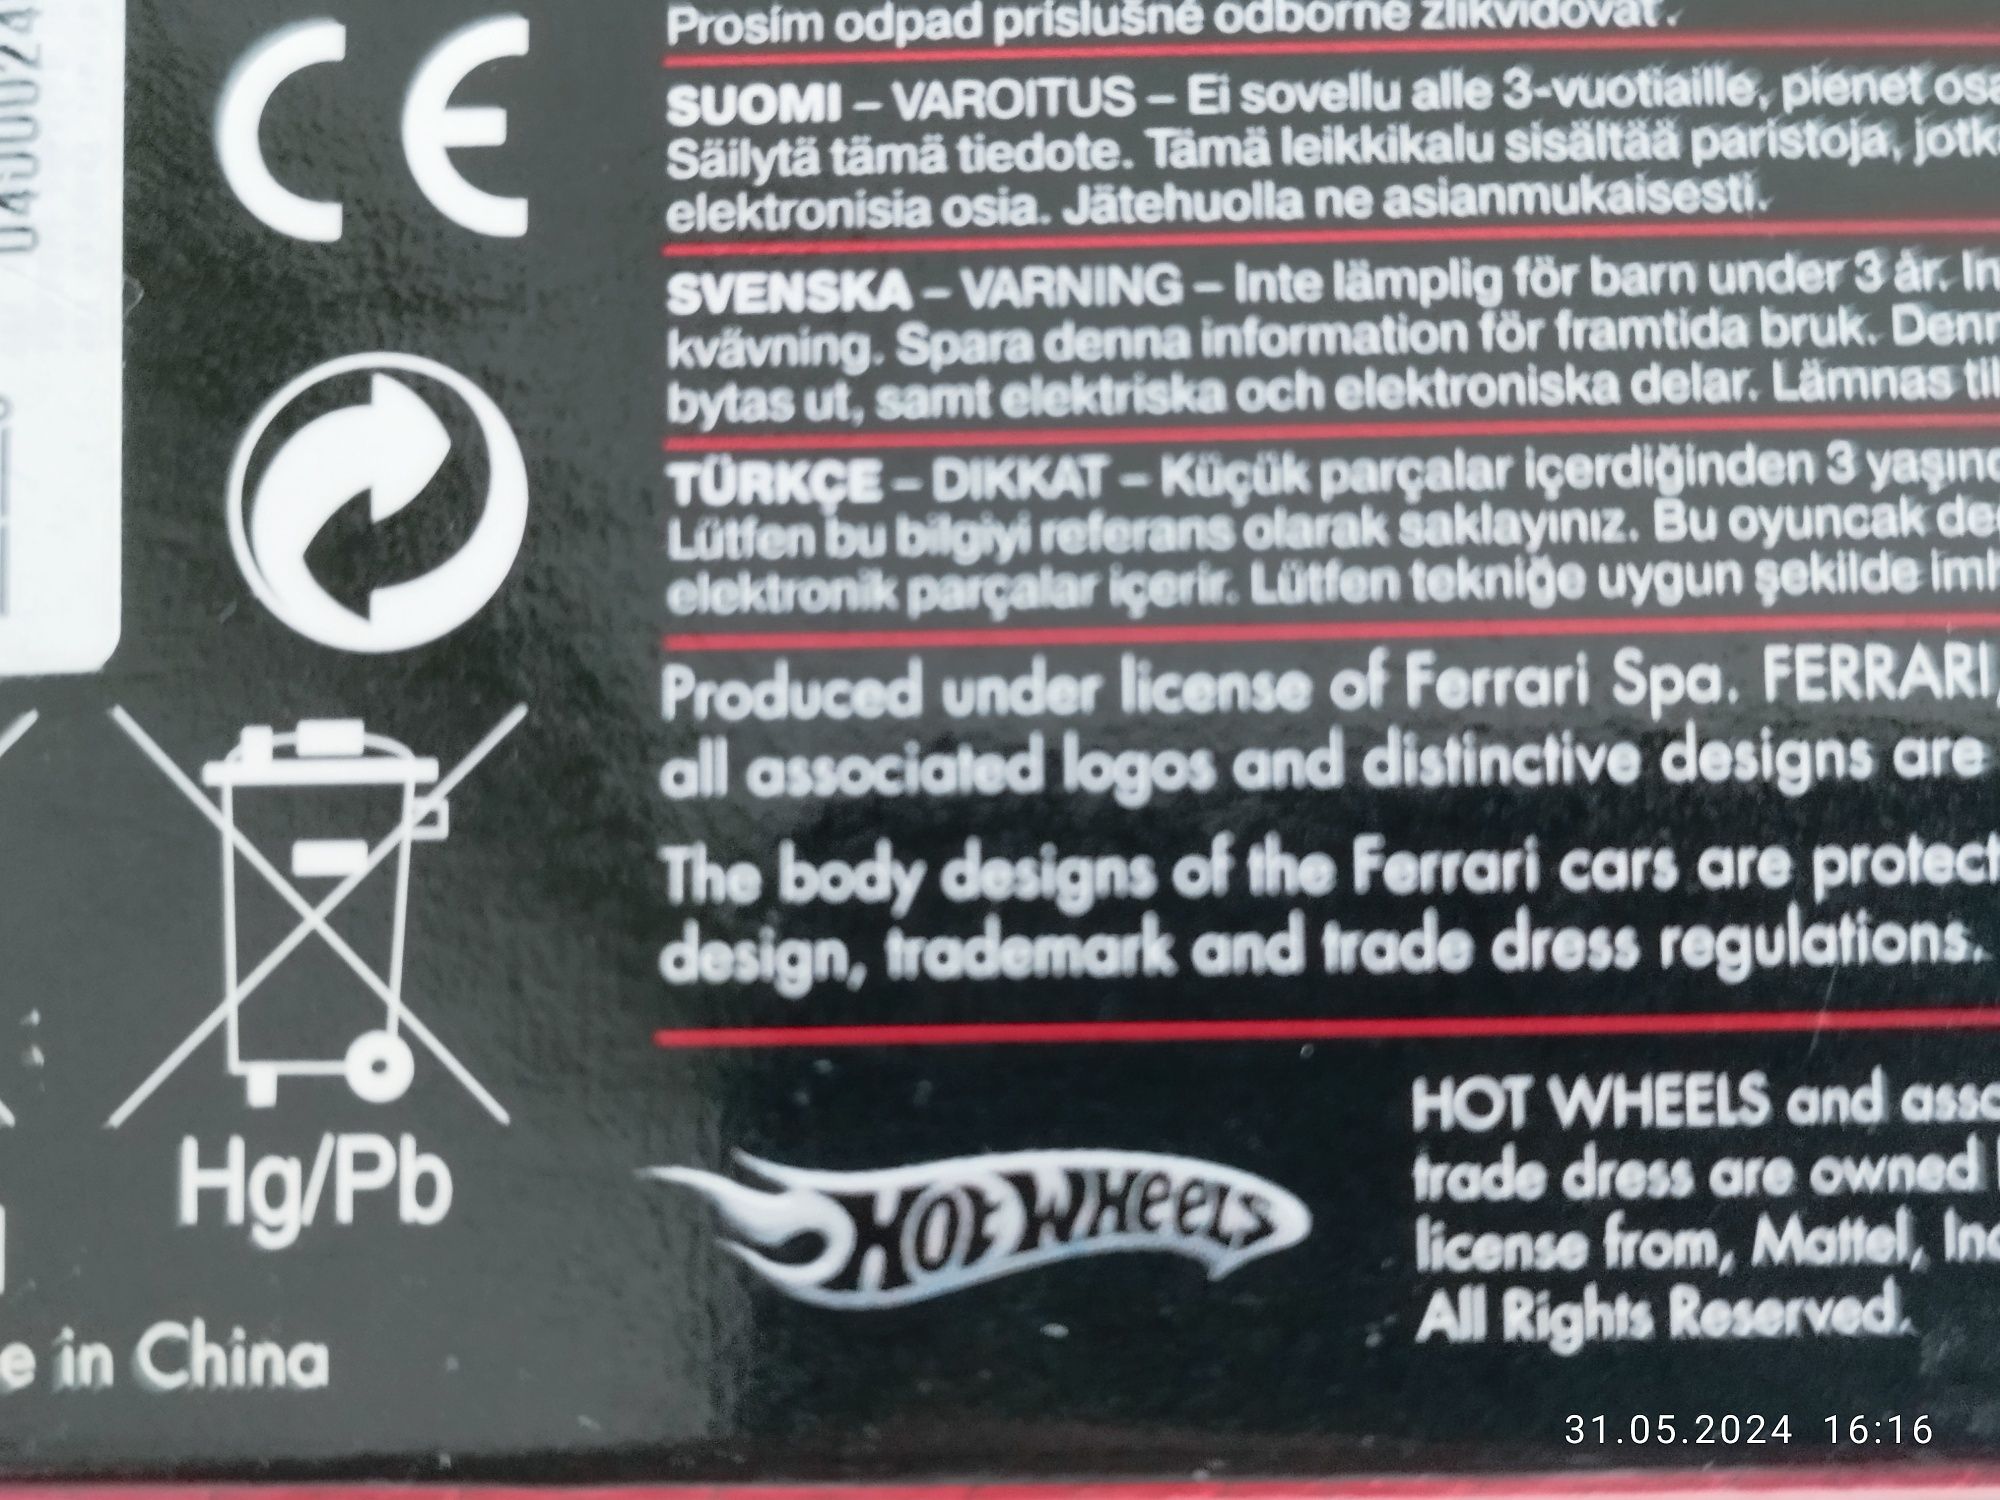 Prosím odpad príslušné odborne zlikvidovať.
SUOMI – VAROITUS – Ei sovellu alle 3-vuotiaille, pienet osa
Säilytä tämä tiedote. Tämä leikkikalu sisältää paristoja, jotk
elektronisia osia. Jätehuolla ne asianmukaisesti.
SVENSKA – VARNING – Inte lämplig för barn under 3 år. In
kvävning. Spara denna information för framtida bruk. Denn
bytas ut, samt elektriska och elektroniska delar. Lämnas til
TÜRKÇE – DIKKAT – Küçük parçalar içerdiğinden 3 yaşınd
Lütfen bu bilgiyi referans olarak saklayınız. Bu oyuncak de
elektronik parçalar içerir. Lütfen tekniğe uygun şekilde imh
Produced under license of Ferrari Spa. FERRARI,
all associated logos and distinctive designs are
The body designs of the Ferrari cars are protect
design, trademark and trade dress regulations.
CE
Hg/Pb
e in China
HOT WHEELS
HOT WHEELS and asso
trade dress are owned
license from, Mattel, Inc
All Rights Reserved.
31.05.2024 16:16